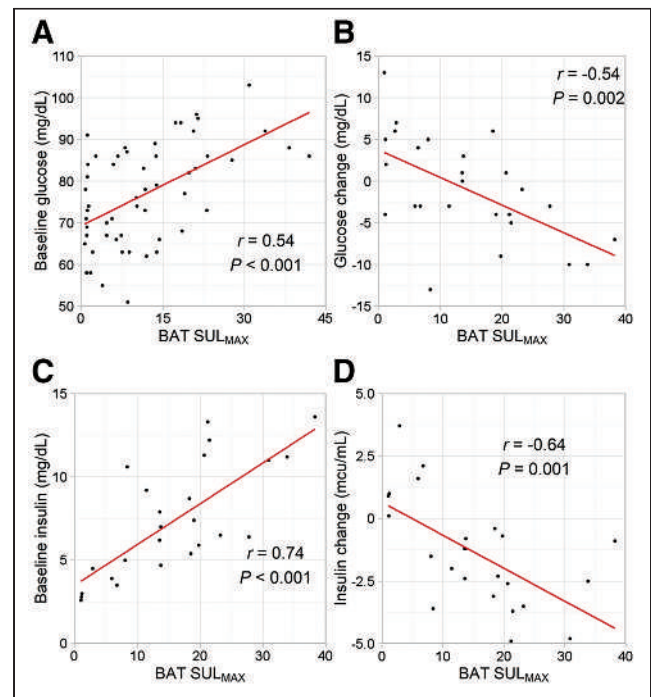 A
Baseline glucose (mg/dL)
110
100
90
80
70
60
50
0
15
30
45
BAT SULMAX
r = 0.54
P < 0.001
B
Glucose change (mg/dL)
15
10
5
0
-5
-10
-15
0
10
20
30
40
BAT SULMAX
r = -0.54
P = 0.002
C
Baseline insulin (mg/dL)
15
10
5
0
0
10
20
30
40
BAT SULMAX
r = 0.74
P < 0.001
D
Insulin change (mcu/mL)
5.0
2.5
0
-2.5
-5.0
0
10
20
30
40
BAT SULMAX
r = -0.64
P = 0.001